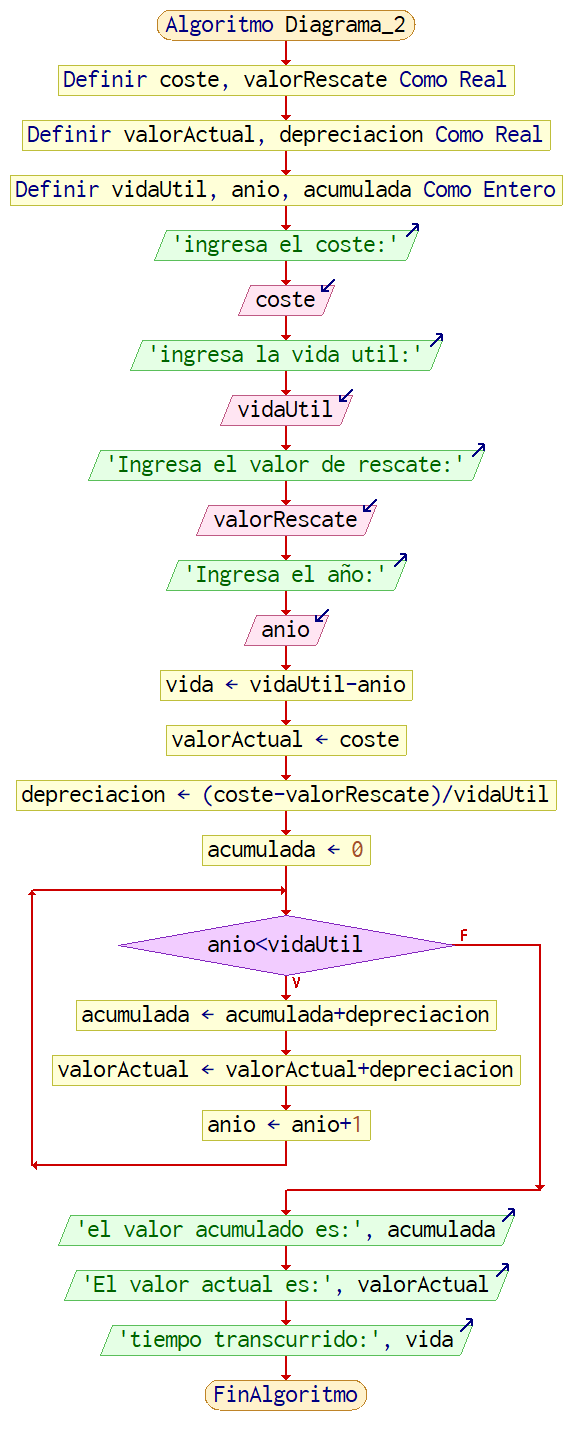 Algoritmo Diagrama_2
Definir coste, valorRescate Como Real
Definir valorActual, depreciacion Como Real
Definir vidaUtil, anio, acumulada Como Entero
'ingresa el coste:'
coste
'ingresa la vida util:'
vidaUtil
'Ingresa el valor de rescate:'
valorRescate
'Ingresa el año:'
anio
vida ← vidaUtil-anio
valorActual ← coste
depreciacion ← (coste-valorRescate)/vidaUtil
acumulada ← 0
anio<vidaUtil
F
V
acumulada ← acumulada+depreciacion
valorActual ← valorActual+depreciacion
anio ← anio+1
'el valor acumulado es:', acumulada
'El valor actual es:', valorActual
'tiempo transcurrido:', vida
FinAlgoritmo